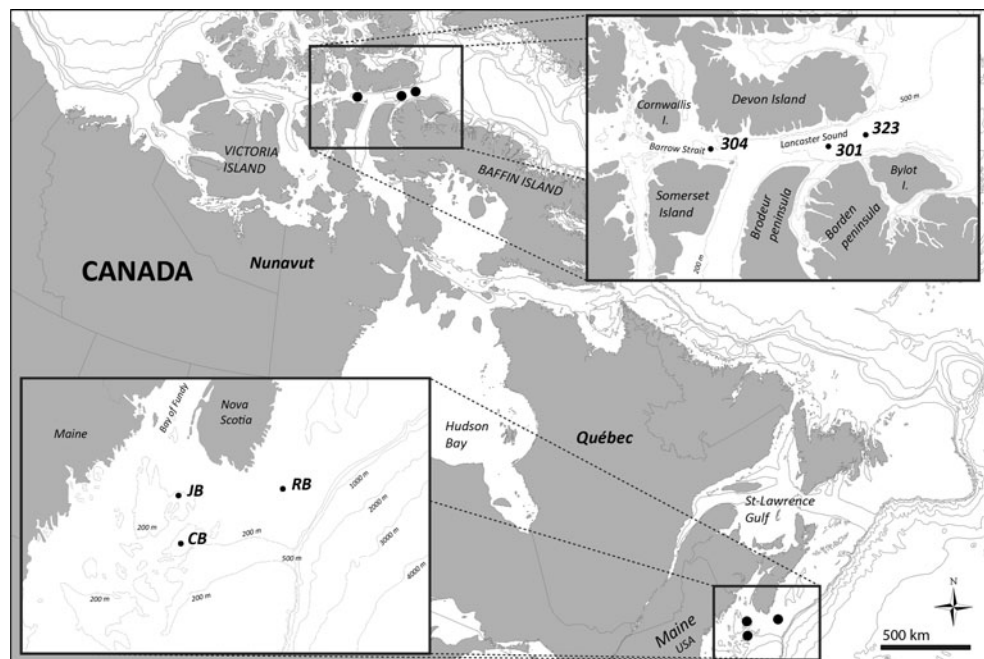 CANADA
Nunavut
VICTORIA
ISLAND
BAFFIN ISLAND
Hudson
Bay
Québec
St-Lawrence
Gulf
Maine
USA
N
500 km
Cornwallis
I.
Devon Island
500 m
Barrow Strait
304
Lancaster Sound
323
301
Bylot
I.
Somerset
Island
Brodeur
peninsula
Borden
peninsula
200 m
Maine
Bay of Fundy
Nova
Scotia
JB
RB
CB
200 m
200 m
200 m
200 m
500 m
1000 m
2000 m
3000 m
4000 m